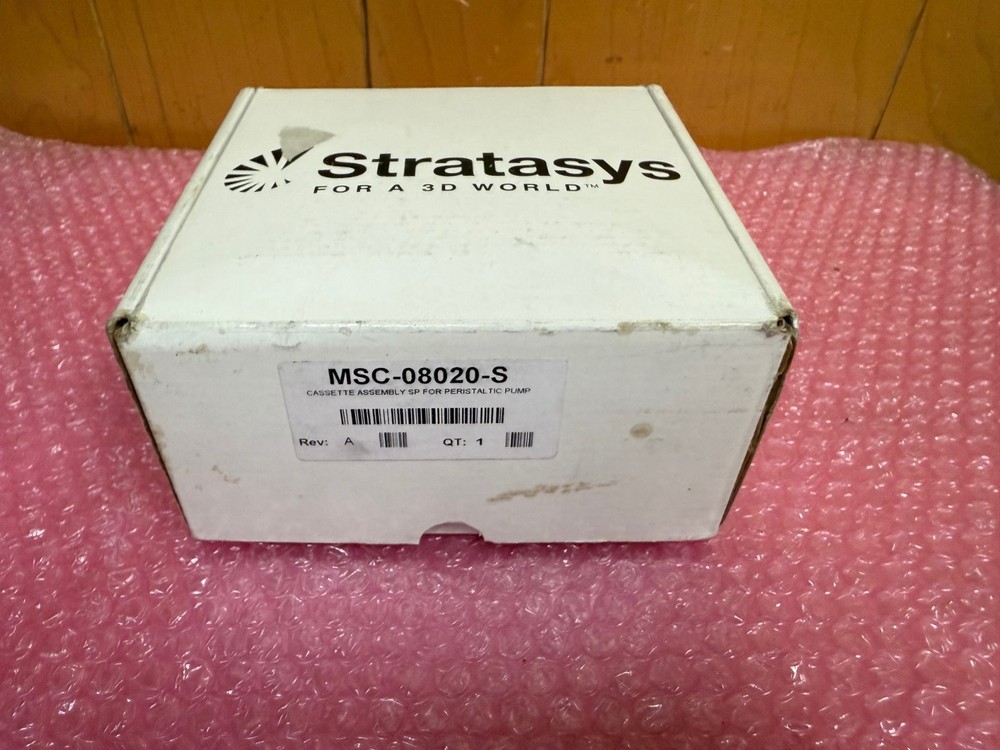 Stratasys
FOR A 3D WORLD™
MSC-08020-S
CASSETTE ASSEMBLY SP FOR PERISTALTIC PUMP
Rev: A QT: 1